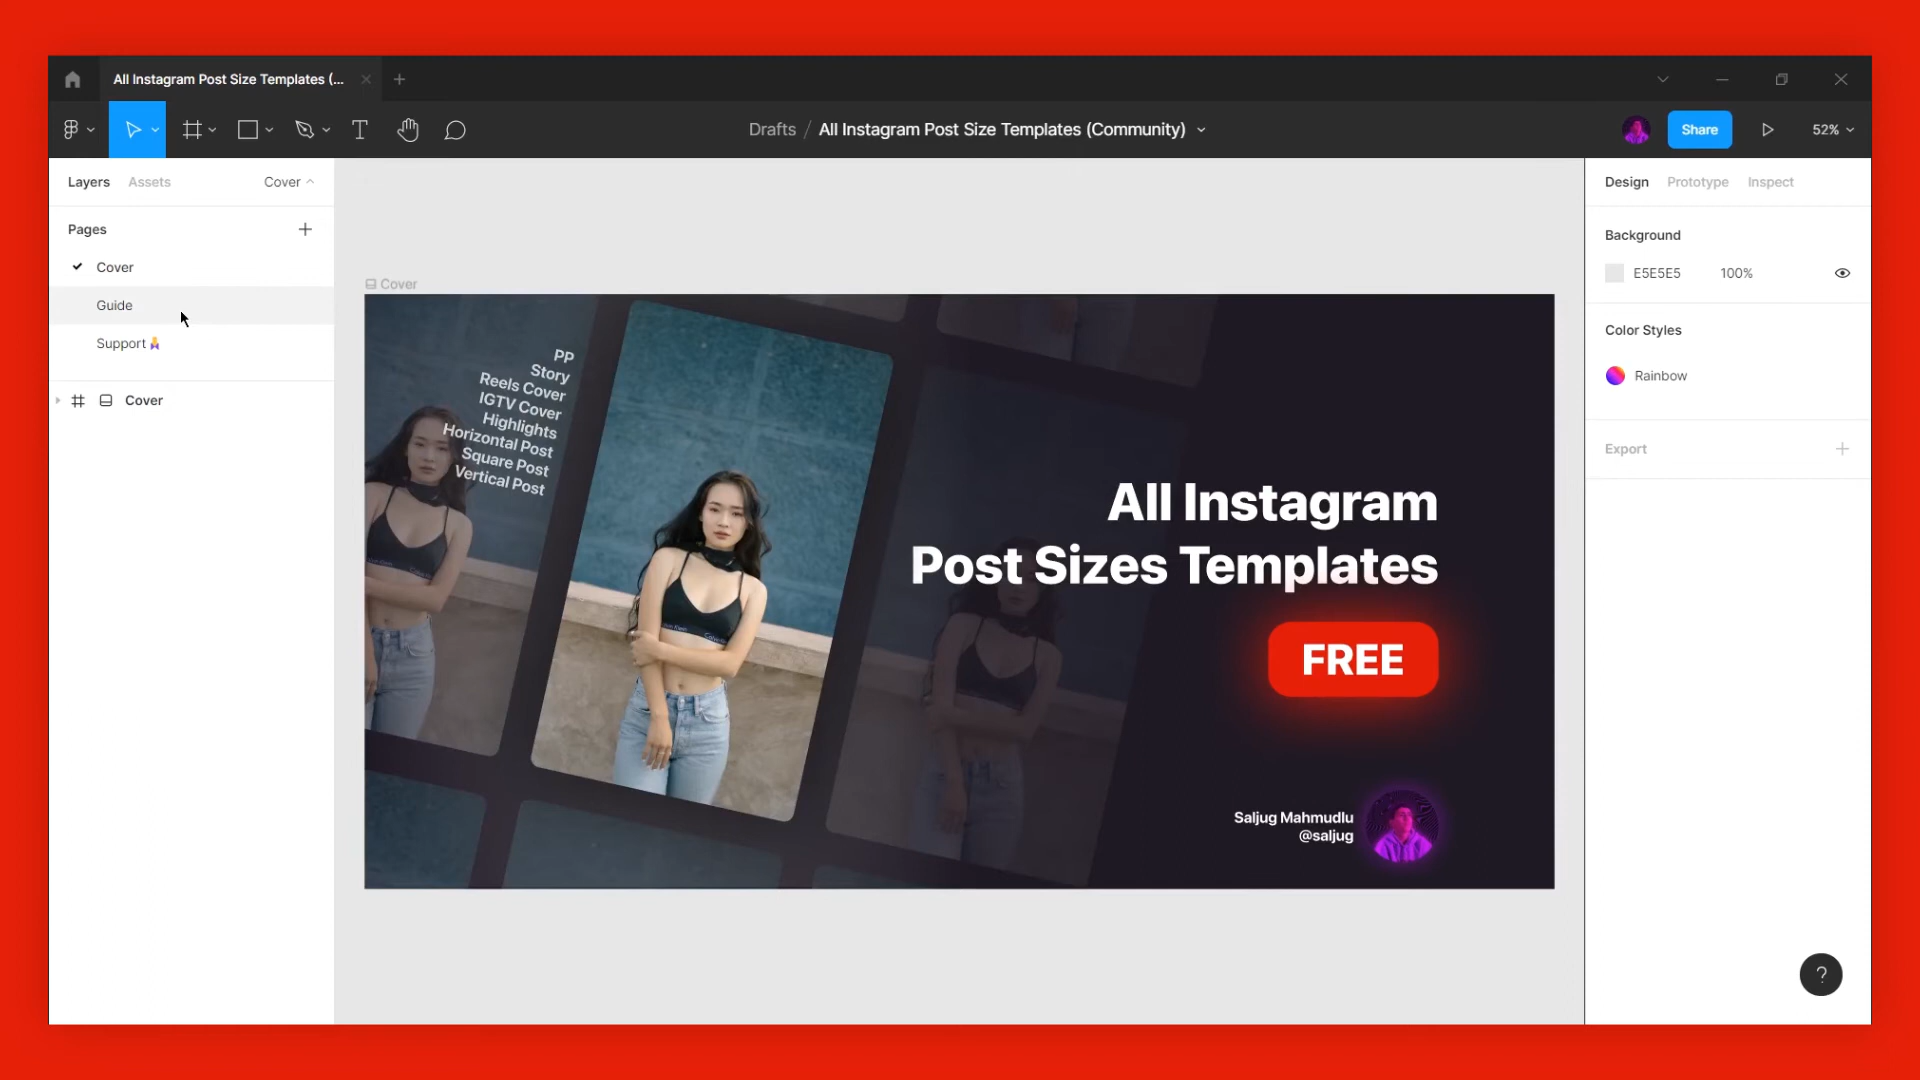 All Instagram Post Size Templates (...
Drafts / All Instagram Post Size Templates (Community)
Share
52%
Layers
Assets
Cover
Design
Prototype
Inspect
Pages
Cover
Guide
Support
Cover
Background
E5E5E5
100%
Color Styles
Rainbow
Export
Cover
PP
Story
Reels Cover
IGTV Cover
Highlights
Horizontal Post
Square Post
Vertical Post
All Instagram
Post Sizes Templates
FREE
Saljug Mahmudlu
@saljug
?